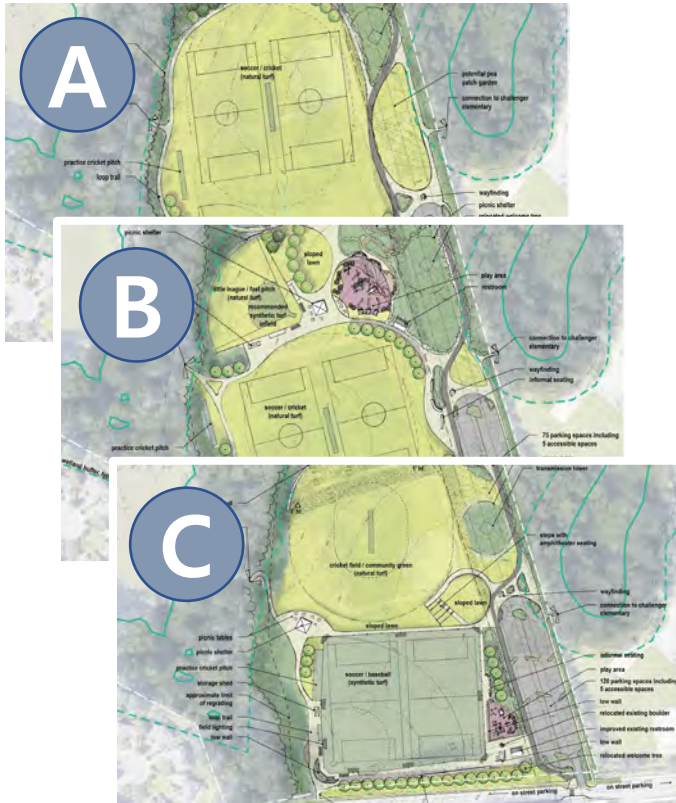 A
soccer / cricket
(natural turf)
potential pea
patch garden
connection to challenger
elementary
practice cricket pitch
loop trail
wayfinding
picnic shelter
relocated welcome tree
B
picnic shelter
sloped
lawn
little league / fast pitch
(natural turf)
recommended
synthetic turf
infield
play area
restroom
connection to challenger
elementary
wayfinding
informal seating
soccer / cricket
(natural turf)
practice cricket pitch
75 parking spaces including
5 accessible spaces
wetland buffer
C
transmission tower
steps with
amphitheater seating
cricket field / community green
(natural turf)
sloped lawn
wayfinding
connection to challenger
elementary
sloped lawn
picnic tables
picnic shelter
practice cricket pitch
storage shed
approximate limit
of regrading
loop trail
field lighting
low wall
soccer / baseball
(synthetic turf)
informal seating
play area
120 parking spaces including
5 accessible spaces
low wall
relocated existing boulder
improved existing restroom
low wall
relocated welcome tree
on street parking
on street parking